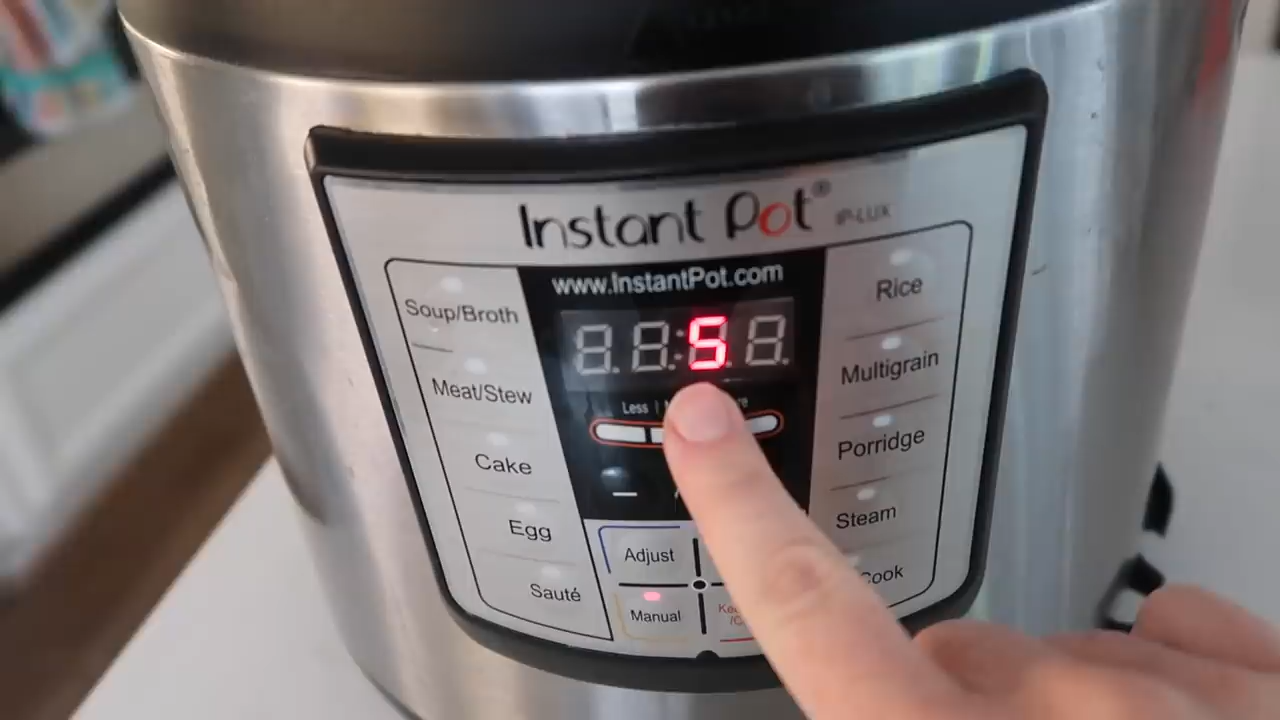 Instant Pot® IP-LUX
www.InstantPot.com
5
Less
Soup/Broth
Meat/Stew
Cake
Egg
Sauté
Rice
Multigrain
Porridge
Steam
Cook
Adjust
Manual